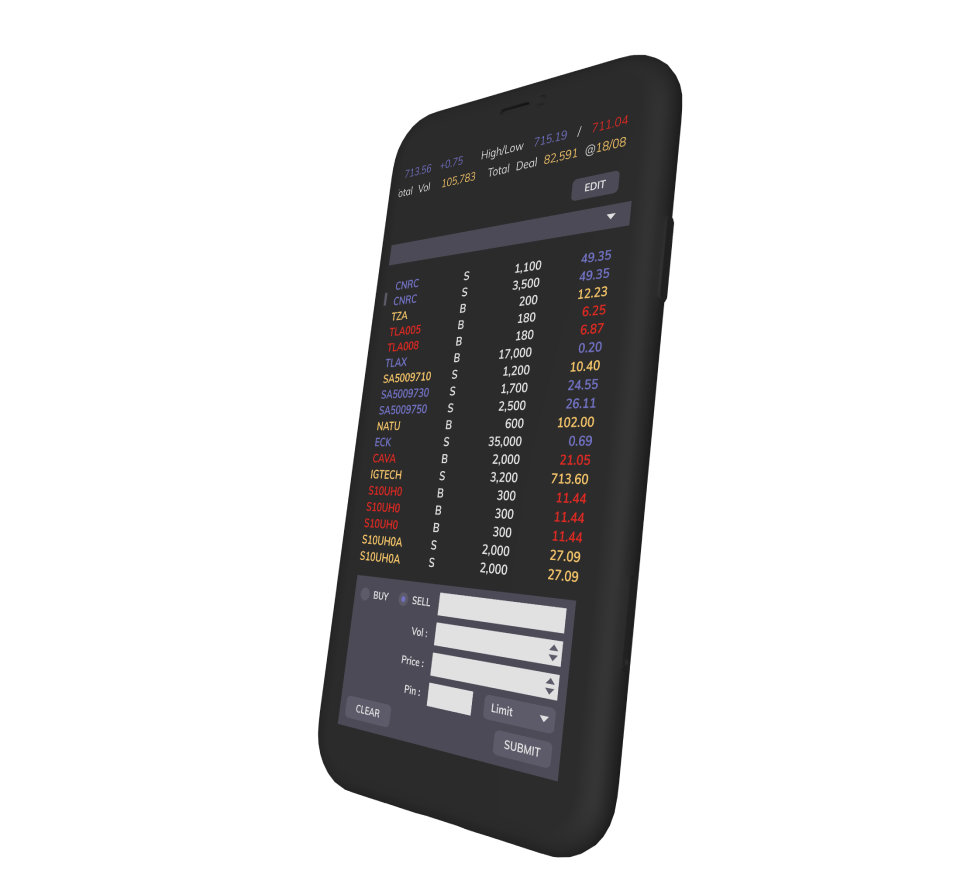 713.56 +0.75 High/Low 715.19 / 711.04
otal Vol 105,783 Total Deal 82,591 @18/08
EDIT
CNRC S 1,100 49.35
CNRC S 3,500 49.35
TZA B 200 12.23
TLA005 B 180 6.25
TLA008 B 180 6.87
TLAX B 17,000 0.20
SA5009710 S 1,200 10.40
SA5009730 S 1,700 24.55
SA5009750 S 2,500 26.11
NATU B 600 102.00
ECK S 35,000 0.69
CAVA B 2,000 21.05
IGTECH S 3,200 713.60
S10UH0 B 300 11.44
S10UH0 B 300 11.44
S10UH0 B 300 11.44
S10UH0A S 2,000 27.09
S10UH0A S 2,000 27.09
BUY SELL
Vol :
Price :
Pin : Limit
CLEAR SUBMIT